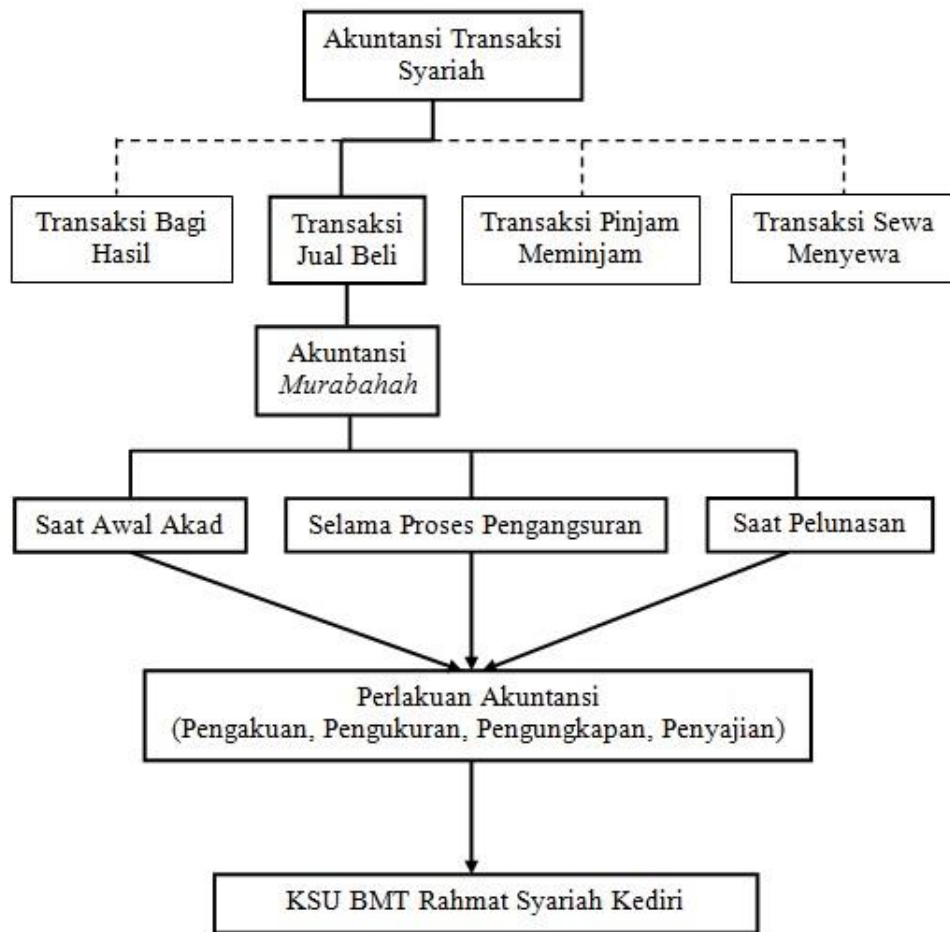 Akuntansi Transaksi
Syariah
Transaksi Bagi
Hasil
Transaksi
Jual Beli
Transaksi Pinjam
Meminjam
Transaksi Sewa
Menyewa
Akuntansi
Murabahah
Saat Awal Akad
Selama Proses Pengangsuran
Saat Pelunasan
Perlakuan Akuntansi
(Pengakuan, Pengukuran, Pengungkapan, Penyajian)
KSU BMT Rahmat Syariah Kediri